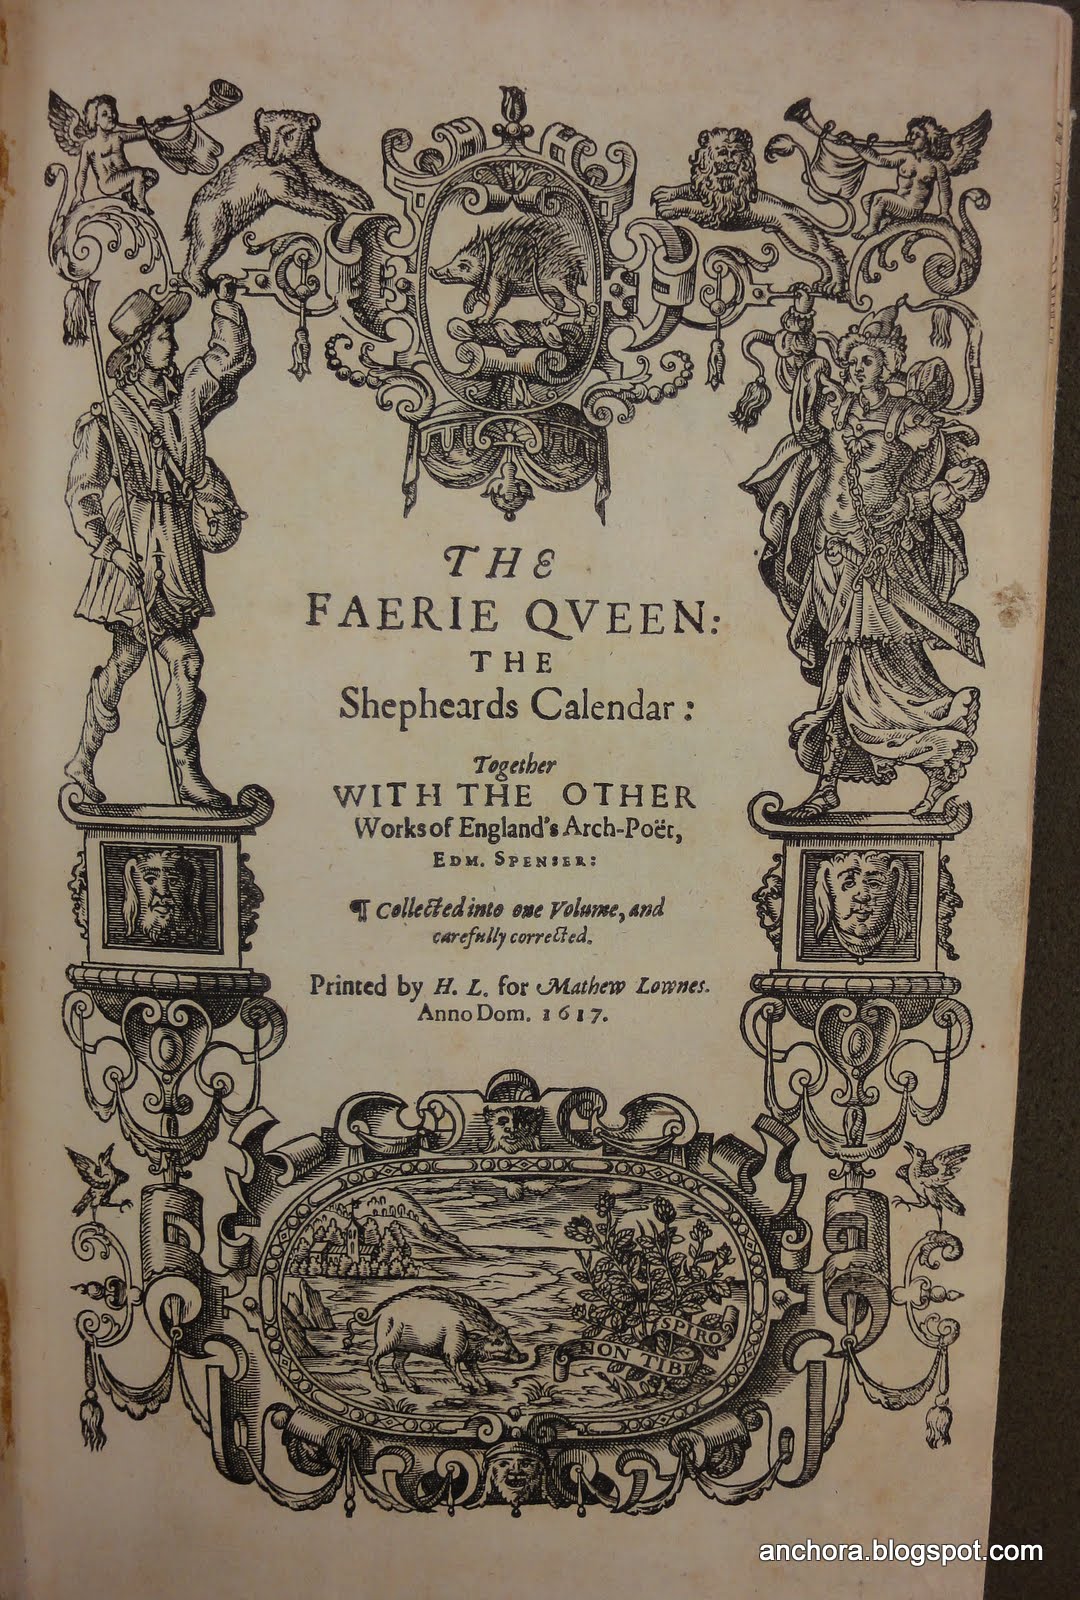 THE
FAERIE QVEEN:
THE
Shepheards Calendar:
Together
WITH THE OTHER
Works of England's Arch-Poët,
EDM. SPENSER:
¶ Collected into one Volume, and
carefully corrected.
Printed by H. L. for Mathew Lownes.
Anno Dom. 1617.
SPIRO
NON TIBI
anchora.blogspot.com